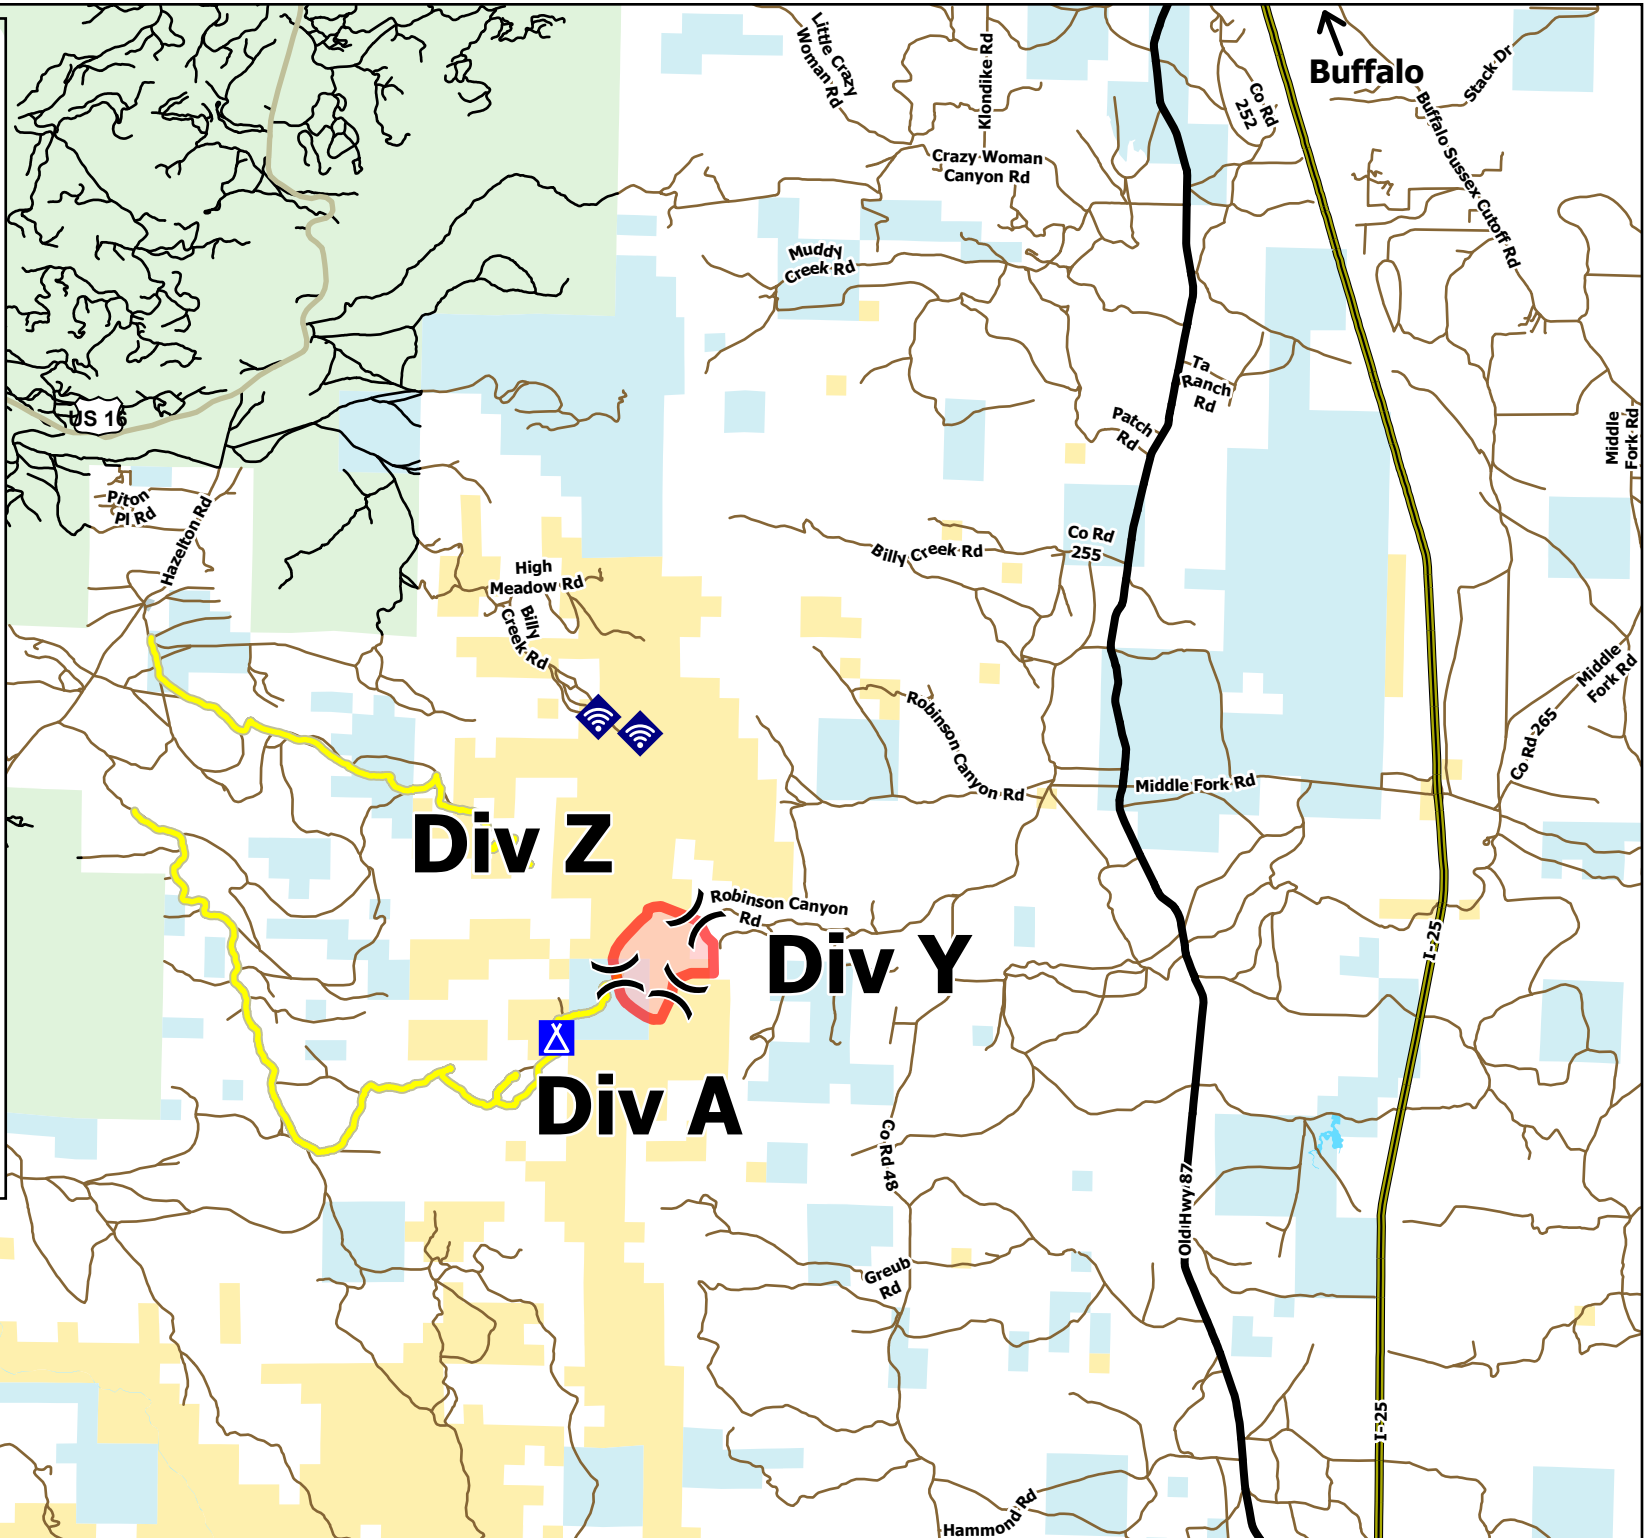 Little Crazy
Woman Rd
Klondike Rd
Co Rd
252
Buffalo
Stack Dr
Buffalo Sussex Cutoff Rd
Crazy Woman
Canyon Rd
Muddy
Creek Rd
Ta
Ranch
Rd
Patch
Rd
US 16
Middle
Fork Rd
Piton
Pl Rd
Hazelton Rd
Billy Creek Rd
Co Rd
255
High
Meadow Rd
Billy
Creek Rd
Middle
Fork Rd
Robinson Canyon Rd
Co Rd 265
Middle Fork Rd
Div Z
Robinson Canyon
Rd
Div Y
I-25
Div A
Co Rd 48
Old Hwy 87
Greub
Rd
I-25
Hammond Rd